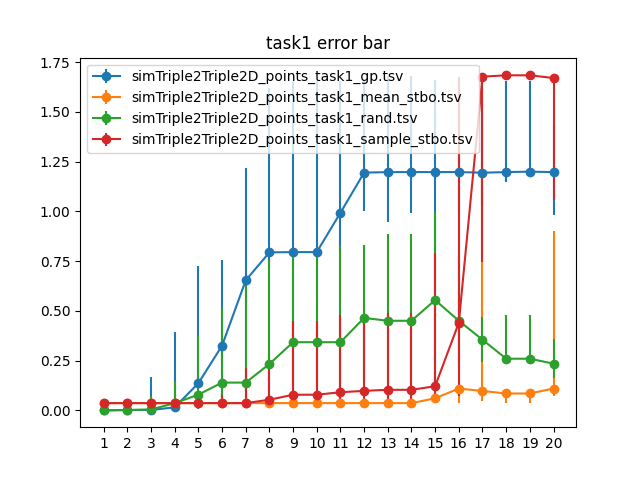 task1 error bar
simTriple2Triple2D_points_task1_gp.tsv
simTriple2Triple2D_points_task1_mean_stbo.tsv
simTriple2Triple2D_points_task1_rand.tsv
simTriple2Triple2D_points_task1_sample_stbo.tsv
1.75
1.50
1.25
1.00
0.75
0.50
0.25
0.00
1 2 3 4 5 6 7 8 9 10 11 12 13 14 15 16 17 18 19 20